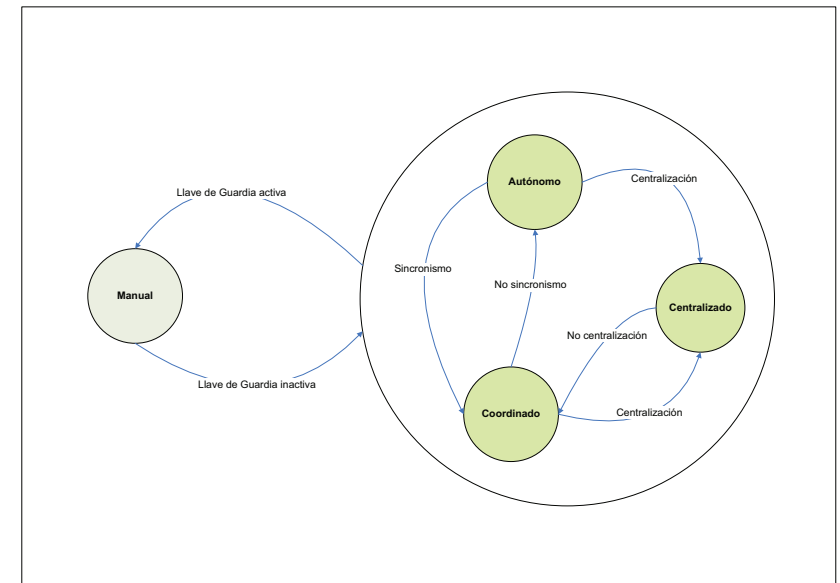 Autónomo
Centralización
Llave de Guardia activa
Sincronismo
No sincronismo
Manual
Centralizado
No centralización
Llave de Guardia inactiva
Coordinado
Centralización